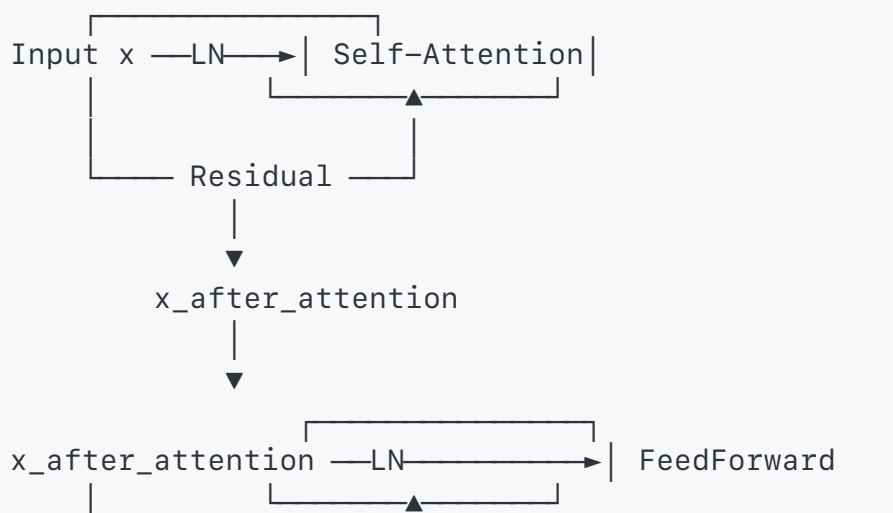 Input x LN Self-Attention
Residual
x_after_attention
x_after_attention LN FeedForward